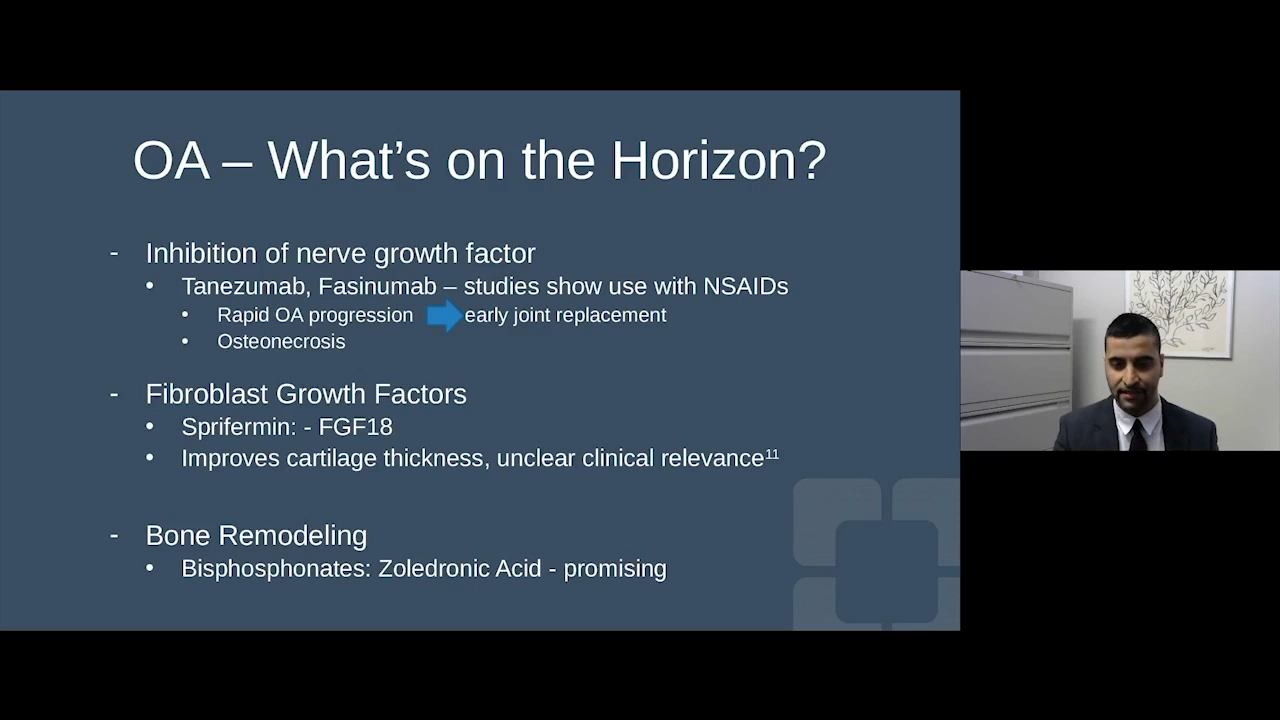 OA – What’s on the Horizon?
- Inhibition of nerve growth factor
• Tanezumab, Fasinumab – studies show use with NSAIDs
• Rapid OA progression early joint replacement
• Osteonecrosis
- Fibroblast Growth Factors
• Sprifermin: - FGF18
• Improves cartilage thickness, unclear clinical relevance¹¹
- Bone Remodeling
• Bisphosphonates: Zoledronic Acid - promising